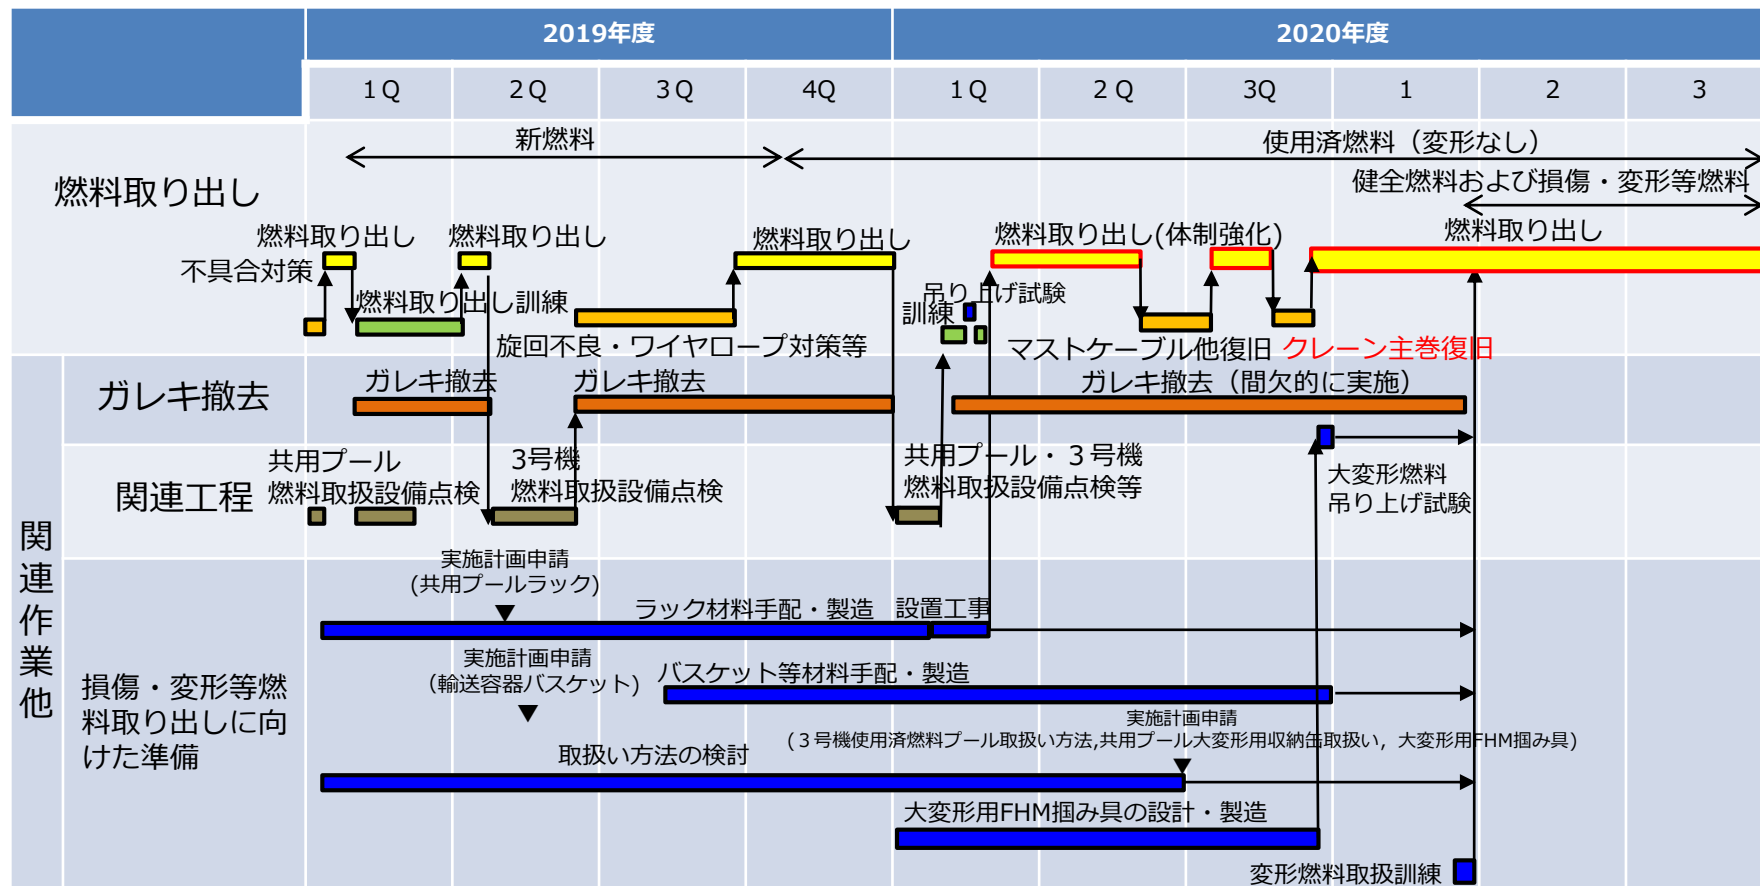 2019年度
2020年度
1Q
2Q
3Q
4Q
1Q
2Q
3Q
1
2
3
燃料取り出し
新燃料
使用済燃料（変形なし）
健全燃料および損傷・変形等燃料
燃料取り出し
燃料取り出し
燃料取り出し
燃料取り出し(体制強化)
燃料取り出し
不具合対策
燃料取り出し訓練
吊り上げ試験
訓練
旋回不良・ワイヤロープ対策等
マストケーブル他復旧
クレーン主巻復旧
関連作業他
ガレキ撤去
ガレキ撤去
ガレキ撤去
ガレキ撤去（間欠的に実施）
関連工程
共用プール
燃料取扱設備点検
3号機
燃料取扱設備点検
共用プール・３号機
燃料取扱設備点検等
大変形燃料
吊り上げ試験
損傷・変形等燃
料取り出しに向
けた準備
実施計画申請
(共用プールラック)
ラック材料手配・製造
設置工事
実施計画申請
(輸送容器バスケット)
バスケット等材料手配・製造
実施計画申請
(３号機使用済燃料プール取扱い方法,共用プール大変形用収納缶取扱い，大変形用FHM掴み具)
取扱い方法の検討
大変形用FHM掴み具の設計・製造
変形燃料取扱訓練